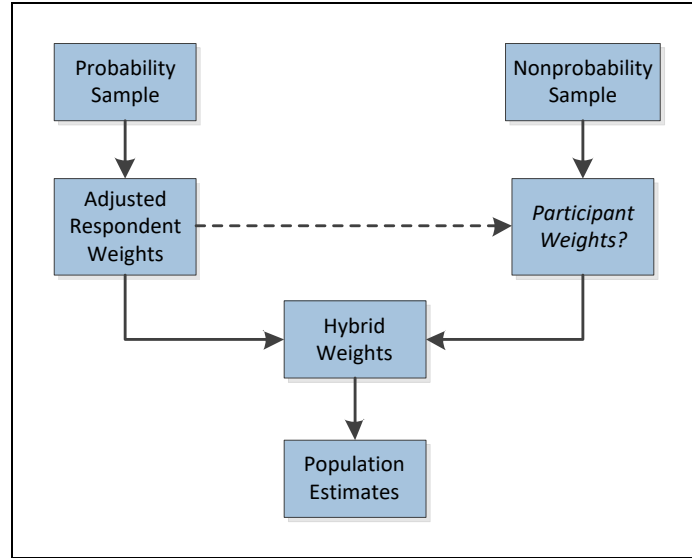 Probability
Sample
Nonprobability
Sample
Adjusted
Respondent
Weights
Participant
Weights?
Hybrid
Weights
Population
Estimates